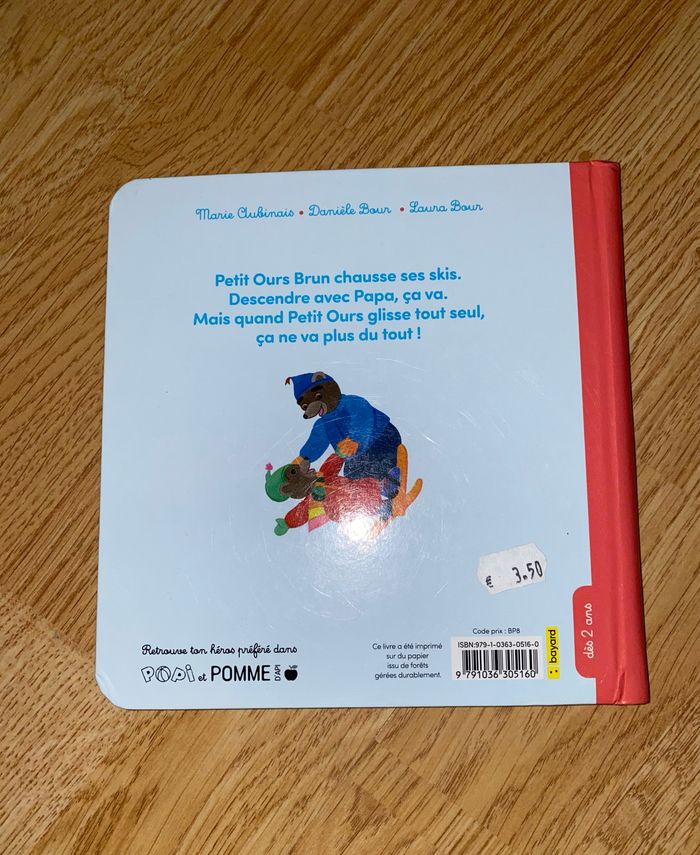 Marie Aubinais • Danièle Bour • Laura Bour
Petit Ours Brun chausse ses skis.
Descendre avec Papa, ça va.
Mais quand Petit Ours glisse tout seul,
ça ne va plus du tout !
€ 3.50
dès 2 ans
Retrouve ton héros préféré dans
POPi et POMME D'API
Ce livre a été imprimé
sur du papier
issu de forêts
gérées durablement.
Code prix : BP8
ISBN:979-1-0363-0516-0
9 791036 305160
bayard